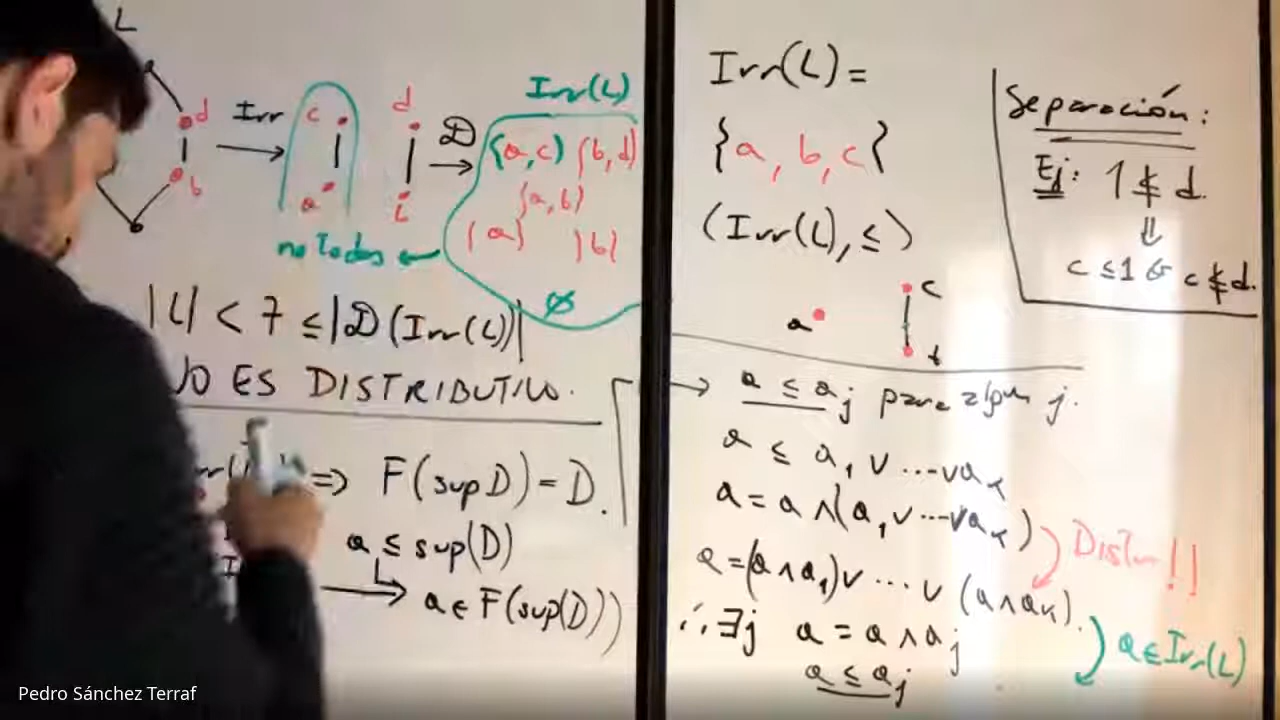 L
d
b
Irr
c
a
d
b
D
Irr(L)
{a,c} {b,d}
{a,b}
{a} {b}
∅
no todos ←
|L| < 7 ≤ |D(Irr(L))|
NO ES DISTRIBUTIVO.
⇒ F(sup D) = D.
a ≤ sup(D)
a ∈ F(sup(D))
Irr(L) =
{a, b, c}
(Irr(L), ≤)
a
c
b
Separación:
Ej: 1 ≰ d.
⇓
c ≤ 1 & c ≰ d.
→ a ≤ aj para algún j.
a ≤ a1 ∨ ... ∨ ak
a = a ∧ (a1 ∨ ... ∨ ak)
Distr!!
a = (a ∧ a1) ∨ ... ∨ (a ∧ ak).
∴ ∃j a = a ∧ aj
a ∈ Irr(L)
a ≤ aj
Pedro Sánchez Terraf